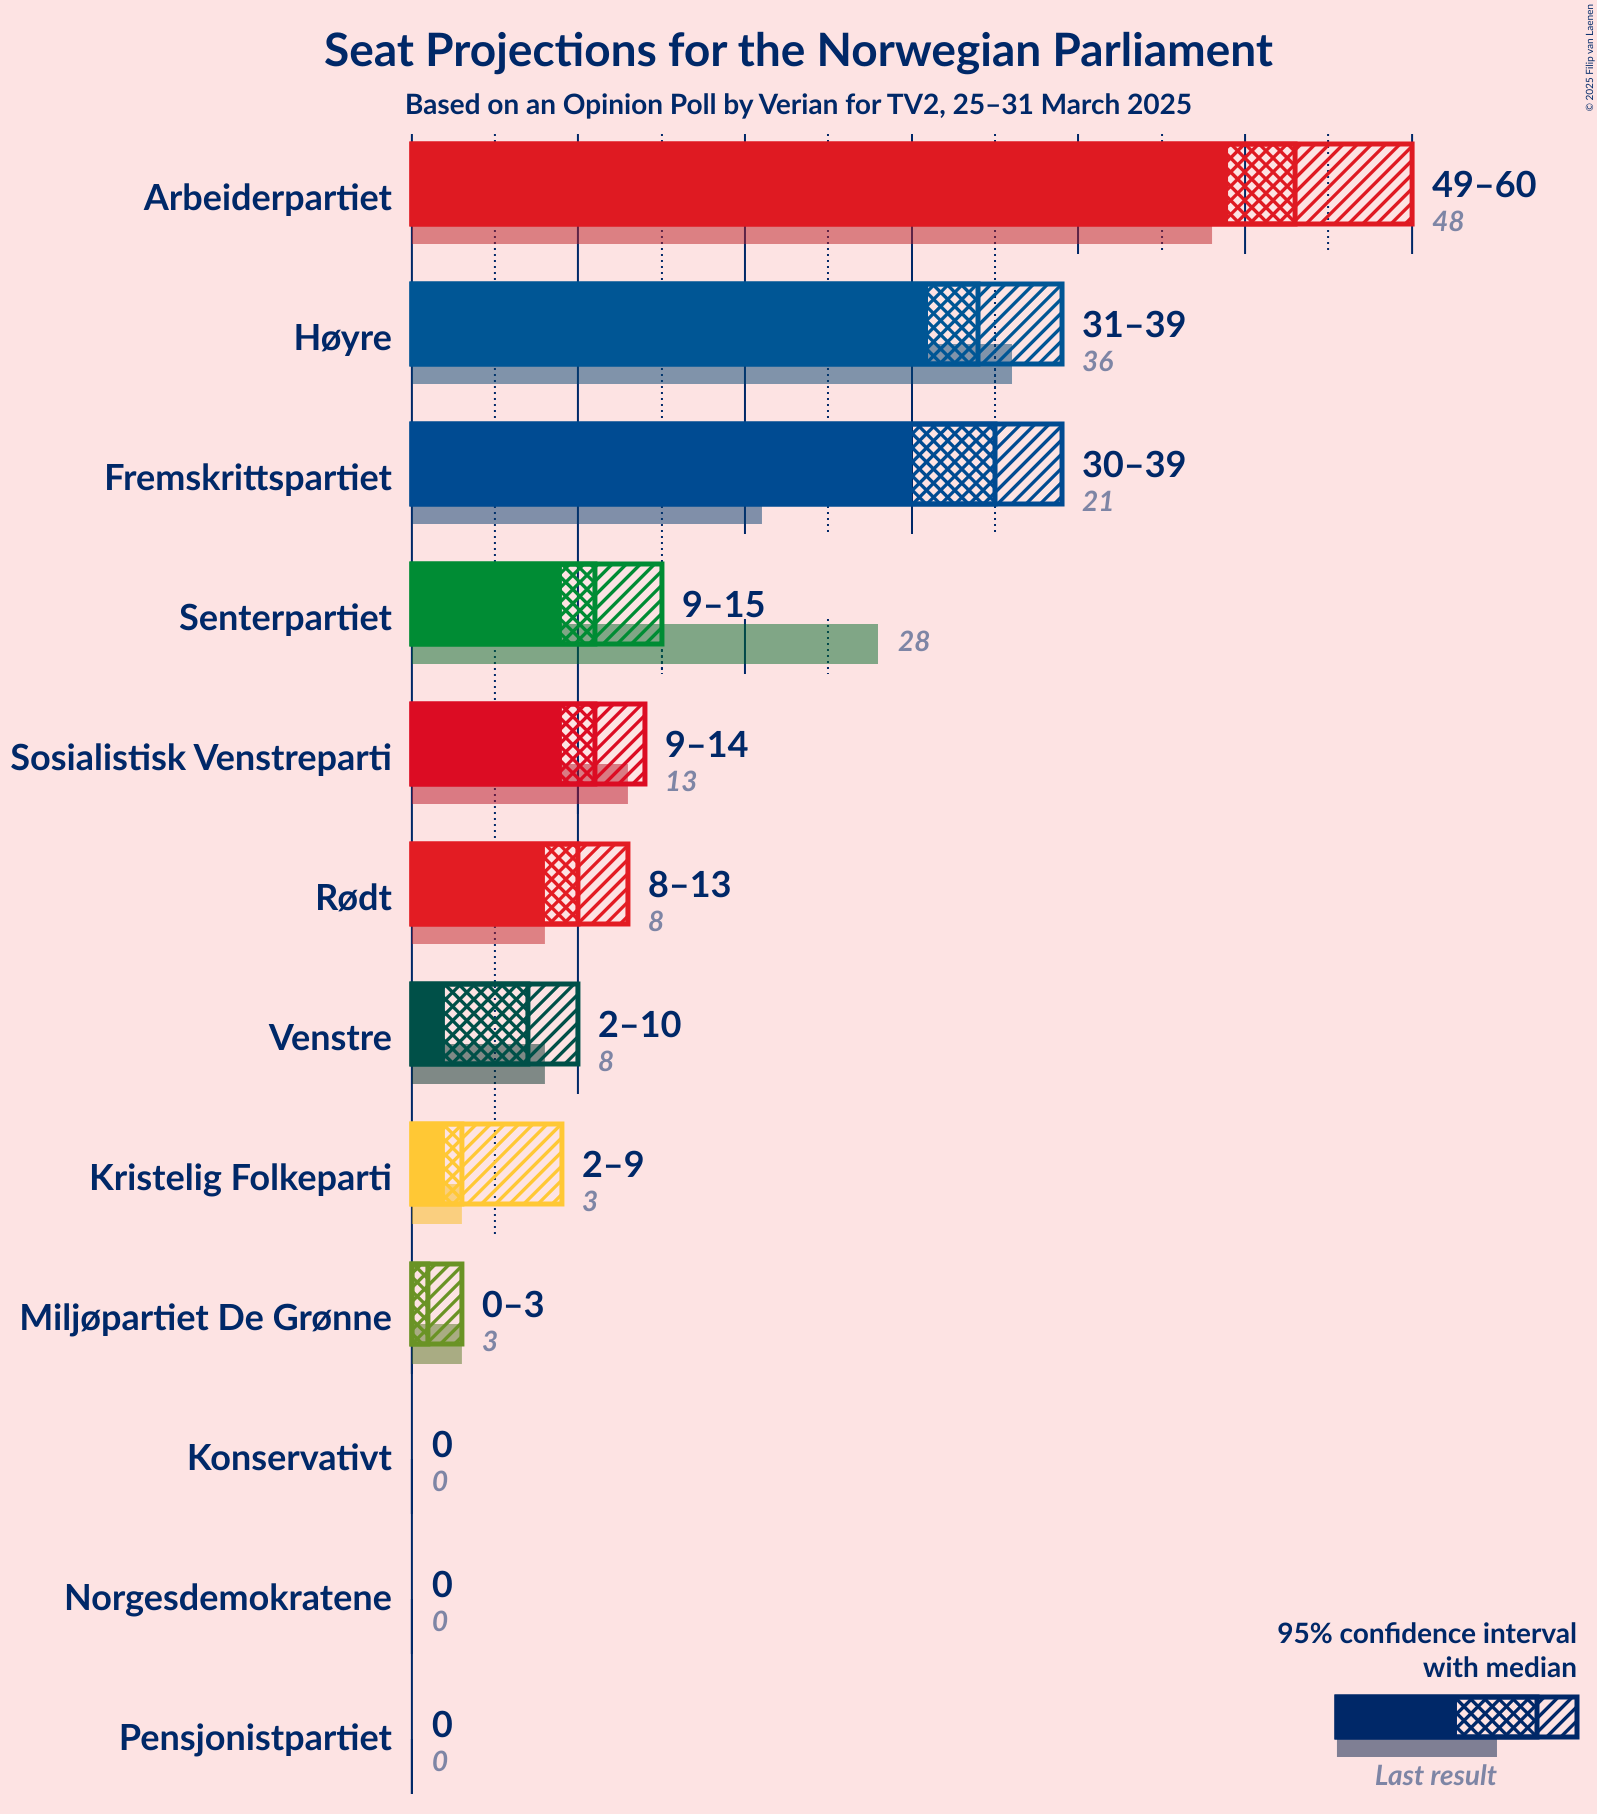 Seat Projections for the Norwegian Parliament
Based on an Opinion Poll by Verian for TV2, 25–31 March 2025
© 2025 Filip van Laenen
Arbeiderpartiet
49–60
48
Høyre
31–39
36
Fremskrittspartiet
30–39
21
Senterpartiet
9–15
28
Sosialistisk Venstreparti
9–14
13
Rødt
8–13
8
Venstre
2–10
8
Kristelig Folkeparti
2–9
3
Miljøpartiet De Grønne
0–3
3
Konservativt
0
0
Norgesdemokratene
0
0
Pensjonistpartiet
0
0
95% confidence interval
with median
Last result